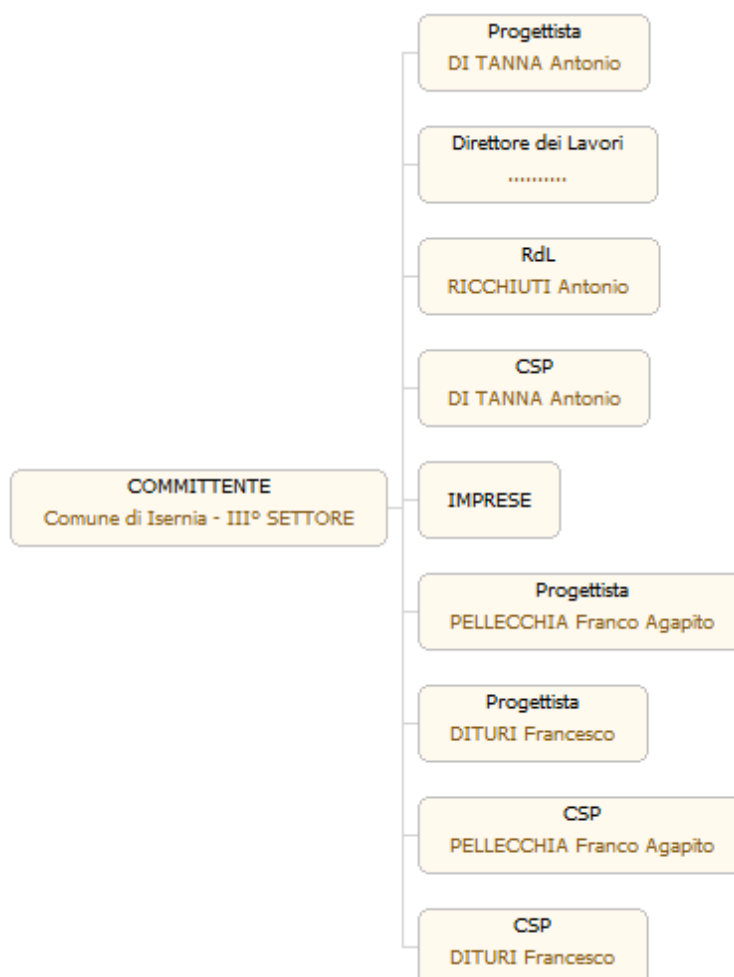 Progettista
DI TANNA Antonio
Direttore dei Lavori
..........
RdL
RICCHIUTI Antonio
CSP
DI TANNA Antonio
COMMITTENTE
Comune di Isernia - III° SETTORE
IMPRESE
Progettista
PELLECCHIA Franco Agapito
Progettista
DITURI Francesco
CSP
PELLECCHIA Franco Agapito
CSP
DITURI Francesco